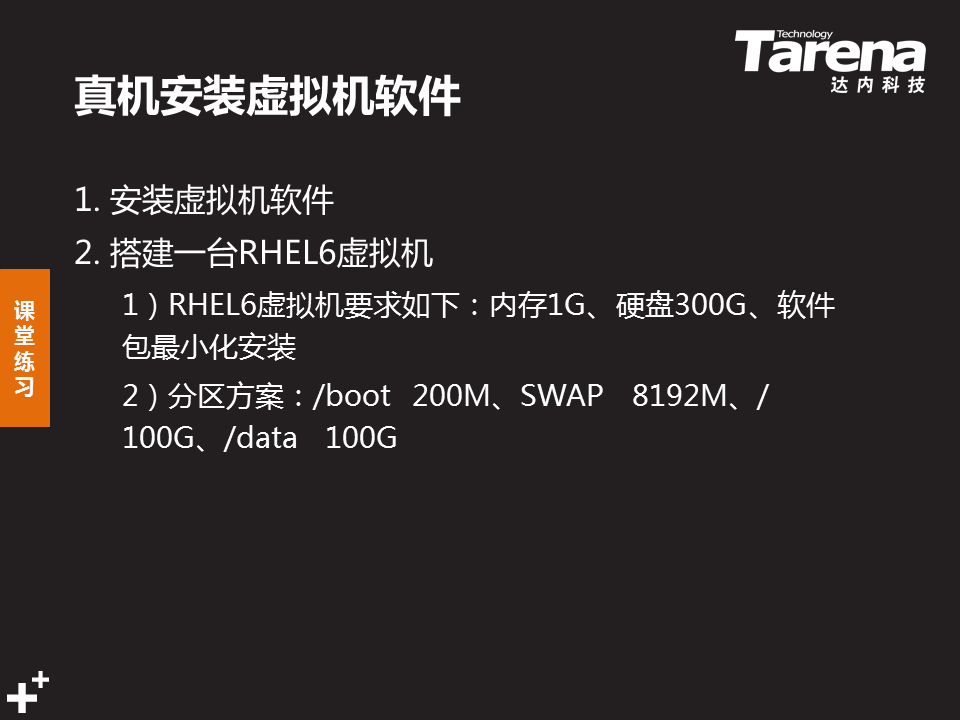 Technology
Tarena
达内科技
真机安装虚拟机软件
1. 安装虚拟机软件
2. 搭建一台RHEL6虚拟机
1）RHEL6虚拟机要求如下：内存1G、硬盘300G、软件
包最小化安装
2）分区方案：/boot 200M、SWAP 8192M、/
100G、/data 100G
课堂练习